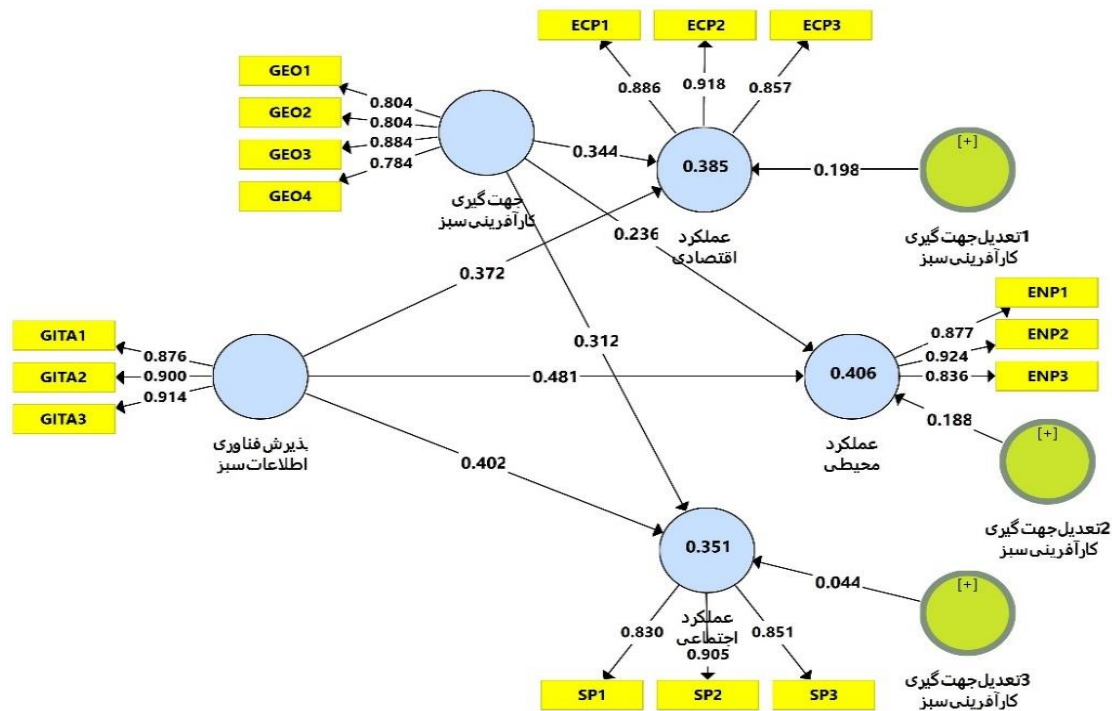 ECP1 ECP2 ECP3
GEO1
GEO2
GEO3
GEO4
0.804
0.804
0.884
0.784
0.886
0.918
0.857
0.344
0.385
0.198
[+]
جهت‌گیری
کارآفرینی سبز
عملکرد
اقتصادی
1تعدیل جهت‌گیری
کارآفرینی سبز
0.372
0.236
0.312
GITA1
GITA2
GITA3
0.876
0.900
0.914
پذیرش فناوری
اطلاعات سبز
0.481
0.406
0.877
0.924
0.836
ENP1
ENP2
ENP3
عملکرد
محیطی
0.188
[+]
2تعدیل جهت‌گیری
کارآفرینی سبز
0.402
0.351
0.044
[+]
عملکرد
اجتماعی
0.830
0.905
0.851
SP1 SP2 SP3
3تعدیل جهت‌گیری
کارآفرینی سبز